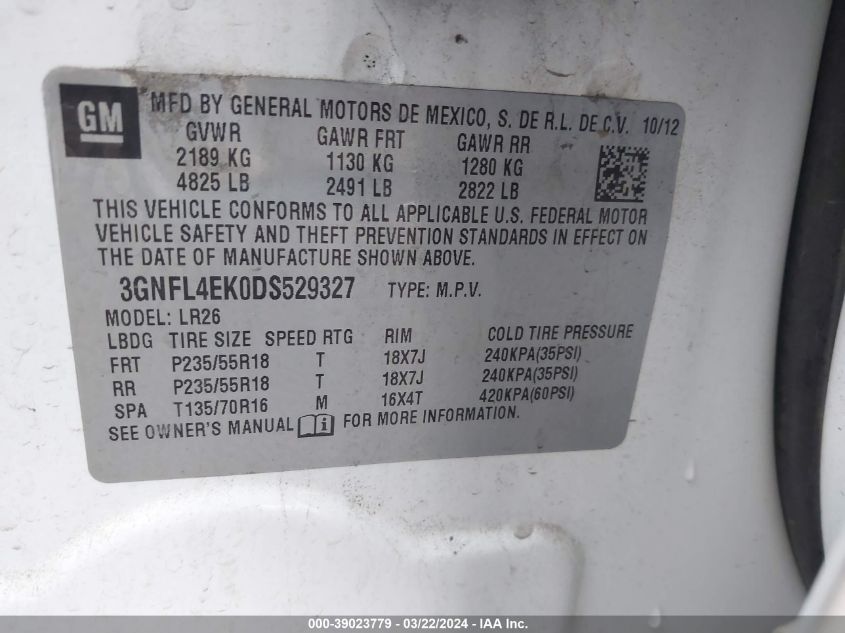 GM
MFD BY GENERAL MOTORS DE MEXICO, S. DE R.L. DE C.V. 10/12
GVWR GAWR FRT GAWR RR
2189 KG 1130 KG 1280 KG
4825 LB 2491 LB 2822 LB
THIS VEHICLE CONFORMS TO ALL APPLICABLE U.S. FEDERAL MOTOR
VEHICLE SAFETY AND THEFT PREVENTION STANDARDS IN EFFECT ON
THE DATE OF MANUFACTURE SHOWN ABOVE.
3GNFL4EK0DS529327 TYPE: M.P.V.
MODEL: LR26
LBDG TIRE SIZE SPEED RTG RIM COLD TIRE PRESSURE
FRT P235/55R18 T 18X7J 240KPA(35PSI)
RR P235/55R18 T 18X7J 240KPA(35PSI)
SPA T135/70R16 M 16X4T 420KPA(60PSI)
SEE OWNER'S MANUAL i FOR MORE INFORMATION.
000-39023779 - 03/22/2024 - IAA Inc.